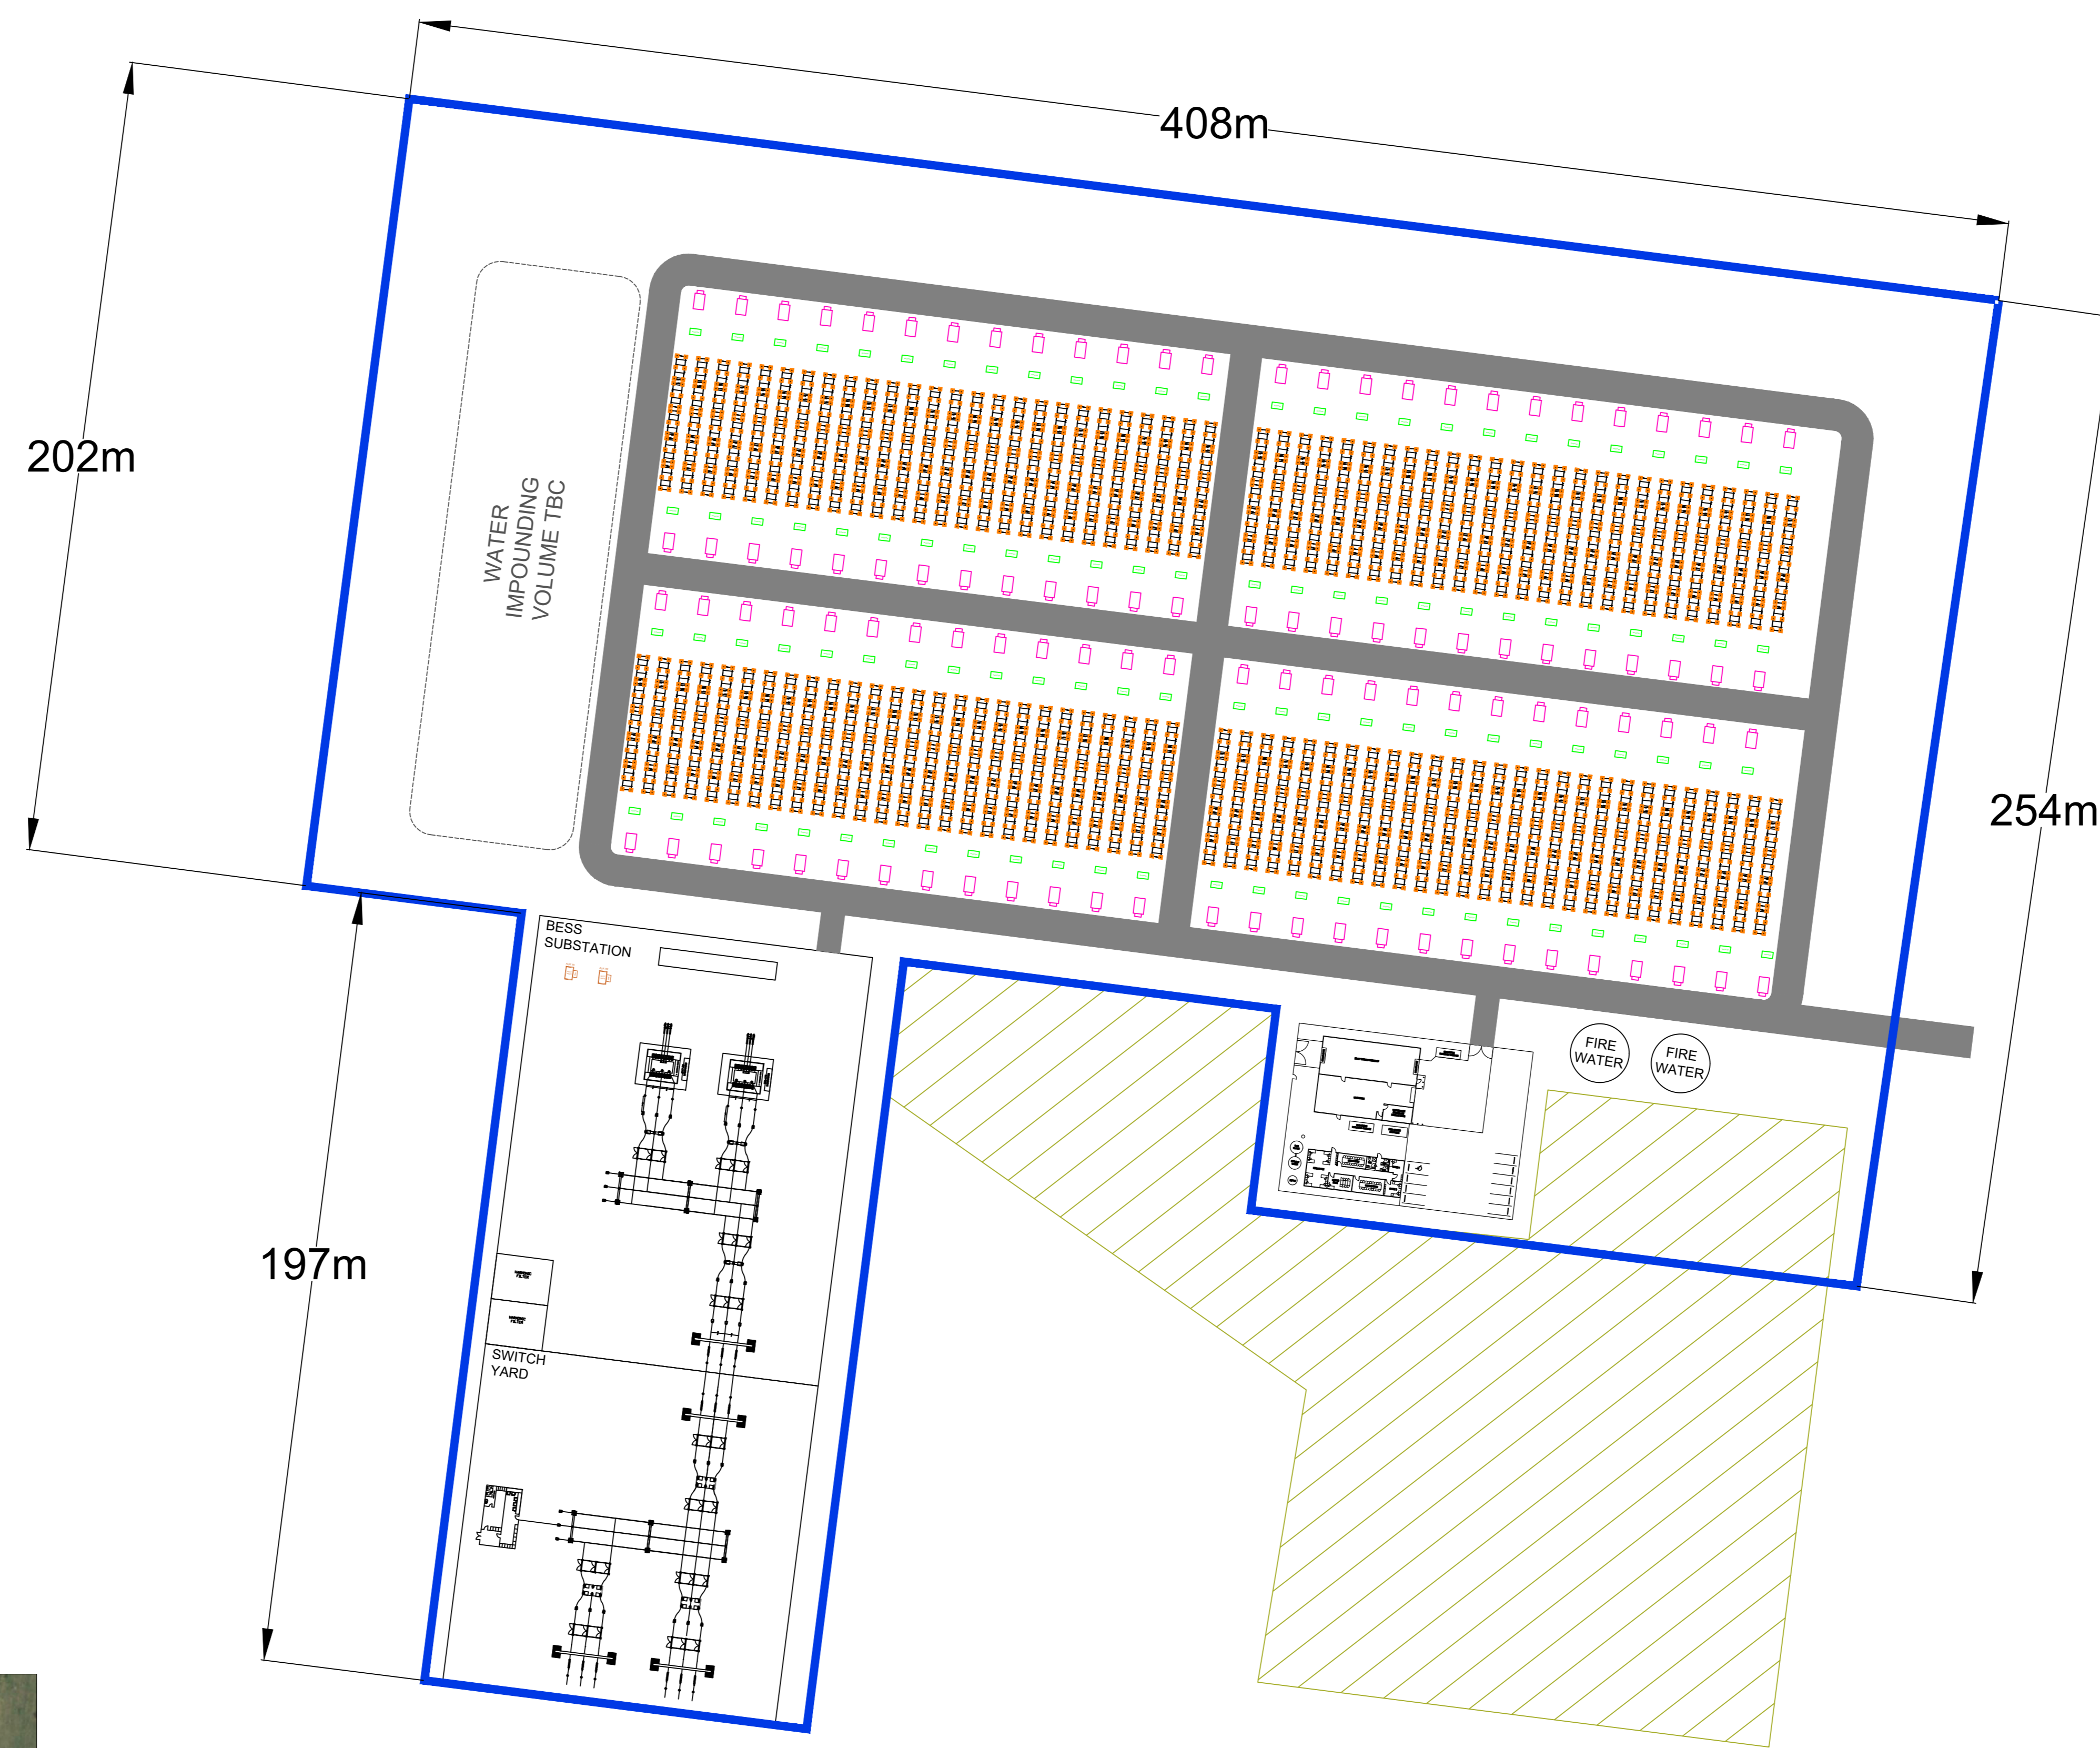 408m
202m
WATER
IMPOUNDING
VOLUME TBC
254m
BESS
SUBSTATION
FIRE
WATER
FIRE
WATER
197m
SWITCH
YARD